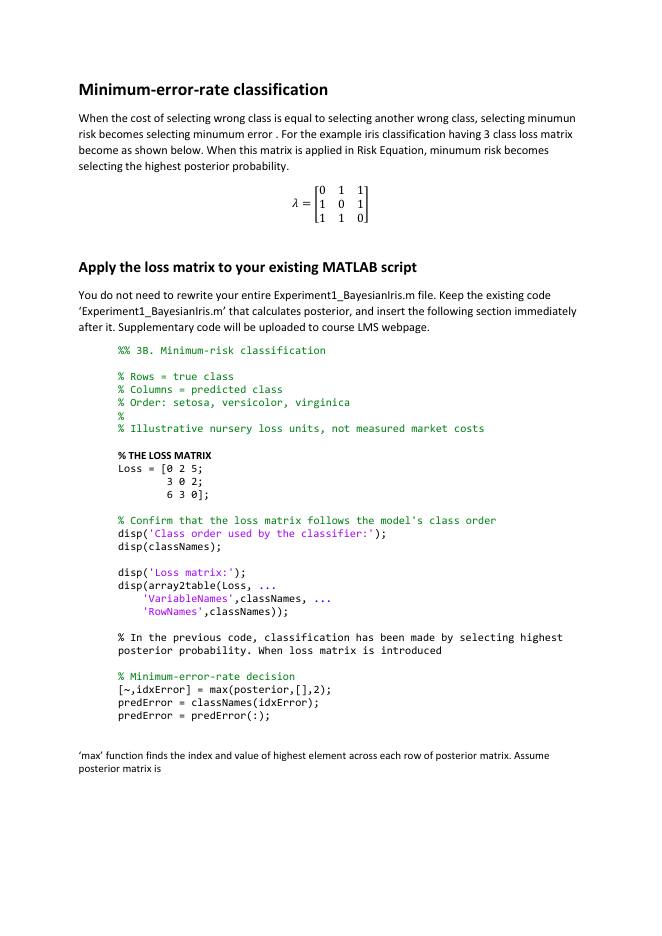 Minimum-error-rate classification
When the cost of selecting wrong class is equal to selecting another wrong class, selecting minumun
risk becomes selecting minumum error . For the example iris classification having 3 class loss matrix
become as shown below. When this matrix is applied in Risk Equation, minumum risk becomes
selecting the highest posterior probability.
0 1 1
λ = [1 0 1]
1 1 0
Apply the loss matrix to your existing MATLAB script
You do not need to rewrite your entire Experiment1_BayesianIris.m file. Keep the existing code
‘Experiment1_BayesianIris.m’ that calculates posterior, and insert the following section immediately
after it. Supplementary code will be uploaded to course LMS webpage.
%% 3B. Minimum-risk classification
% Rows = true class
% Columns = predicted class
% Order: setosa, versicolor, virginica
%
% Illustrative nursery loss units, not measured market costs
% THE LOSS MATRIX
Loss = [0 2 5;
3 0 2;
6 3 0];
% Confirm that the loss matrix follows the model's class order
disp('Class order used by the classifier:');
disp(classNames);
disp('Loss matrix:');
disp(array2table(Loss, ...
'VariableNames',classNames, ...
'RowNames',classNames));
% In the previous code, classification has been made by selecting highest
posterior probability. When loss matrix is introduced
% Minimum-error-rate decision
[~,idxError] = max(posterior,[],2);
predError = classNames(idxError);
predError = predError(:);
‘max’ function finds the index and value of highest element across each row of posterior matrix. Assume
posterior matrix is